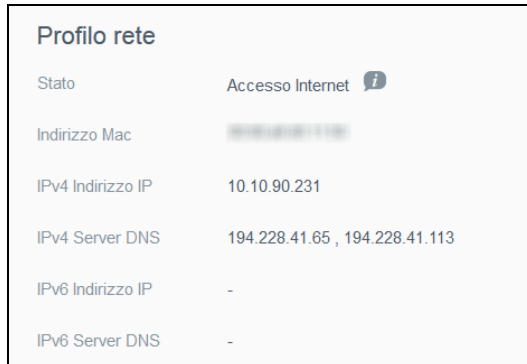 Profilo rete
Stato Accesso Internet
Indirizzo Mac
IPv4 Indirizzo IP 10.10.90.231
IPv4 Server DNS 194.228.41.65 , 194.228.41.113
IPv6 Indirizzo IP -
IPv6 Server DNS -